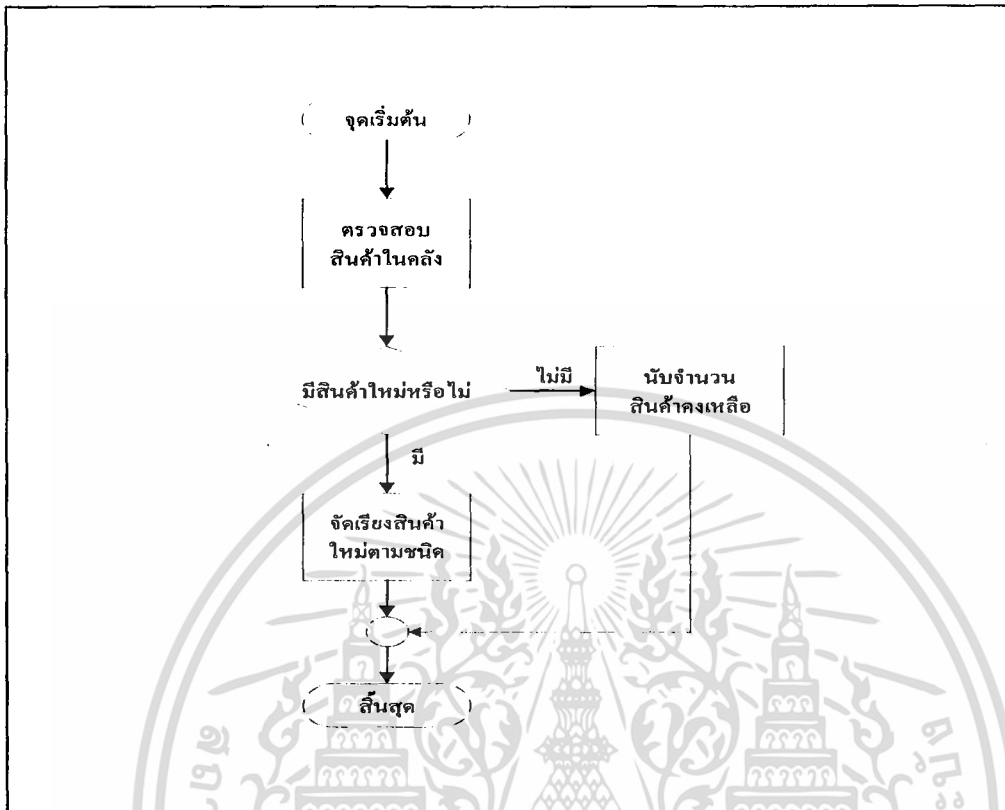 จุดเริ่มต้น
ตรวจสอบ
สินค้าในคลัง
มีสินค้าใหม่หรือไม่
ไม่มี
นับจำนวน
สินค้าคงเหลือ
มี
จัดเรียงสินค้า
ใหม่ตามชนิด
สิ้นสุด